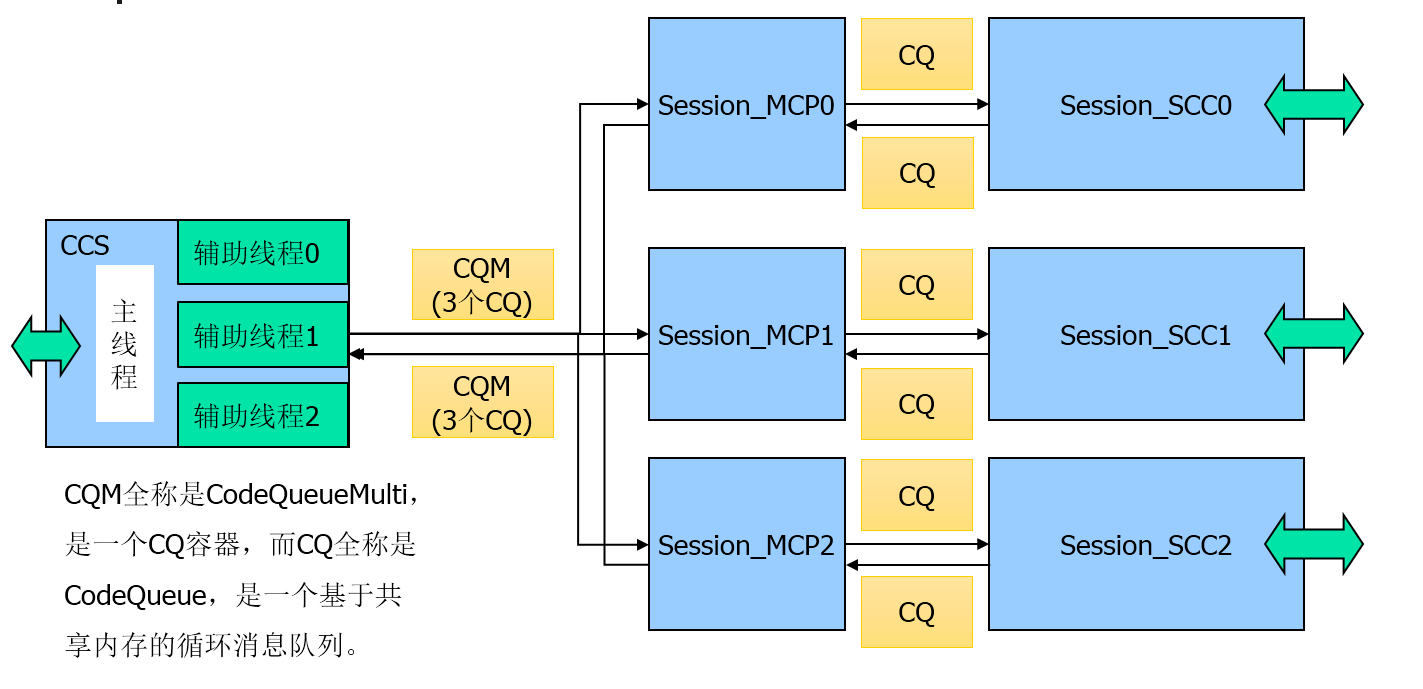 CQ
Session_MCP0
Session_SCC0
CQ
CCS
主
线
程
辅助线程0
辅助线程1
辅助线程2
CQM
(3个CQ)
CQM
(3个CQ)
CQ
Session_MCP1
Session_SCC1
CQ
CQ
Session_MCP2
Session_SCC2
CQ
CQM全称是CodeQueueMulti，
是一个CQ容器，而CQ全称是
CodeQueue，是一个基于共
享内存的循环消息队列。